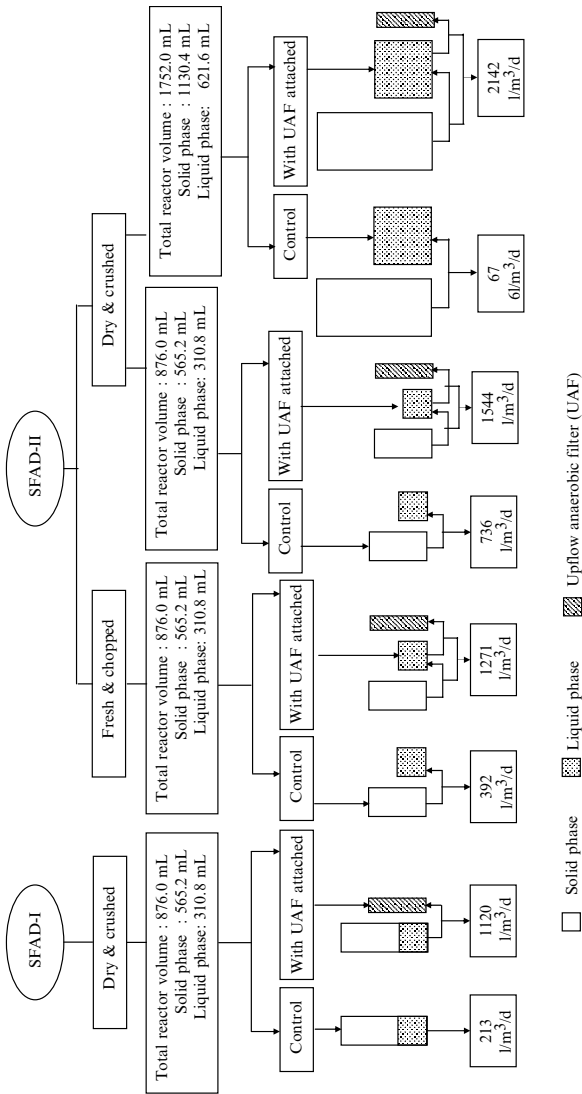 SFAD-I
SFAD-II
Dry & crushed
Fresh & chopped
Dry & crushed
Total reactor volume : 876.0 mL
Solid phase : 565.2 mL
Liquid phase: 310.8 mL
Total reactor volume : 876.0 mL
Solid phase : 565.2 mL
Liquid phase: 310.8 mL
Total reactor volume : 876.0 mL
Solid phase : 565.2 mL
Liquid phase: 310.8 mL
Total reactor volume : 1752.0 mL
Solid phase : 1130.4 mL
Liquid phase: 621.6 mL
Control
With UAF attached
Control
With UAF attached
Control
With UAF attached
Control
With UAF attached
213
l/m³/d
1120
l/m³/d
392
l/m³/d
1271
l/m³/d
736
l/m³/d
1544
l/m³/d
67
6l/m³/d
2142
l/m³/d
Solid phase
Liquid phase
Upflow anaerobic filter (UAF)